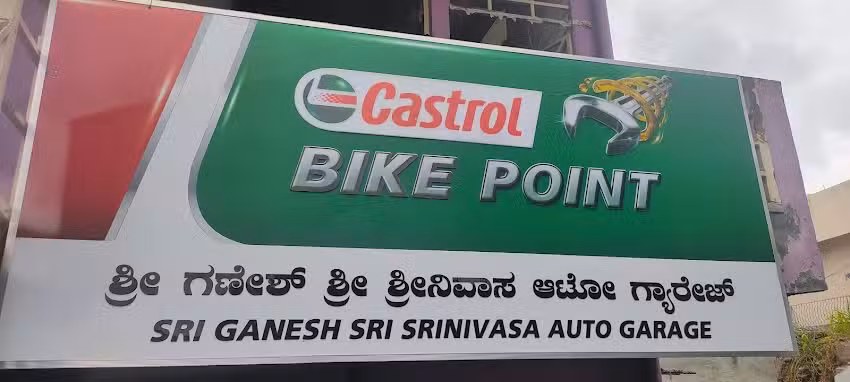 Castrol
BIKE POINT
ಶ್ರೀ ಗಣೇಶ್ ಶ್ರೀ ಶ್ರೀನಿವಾಸ ಆಟೋ ಗ್ಯಾರೇಜ್
SRI GANESH SRI SRINIVASA AUTO GARAGE